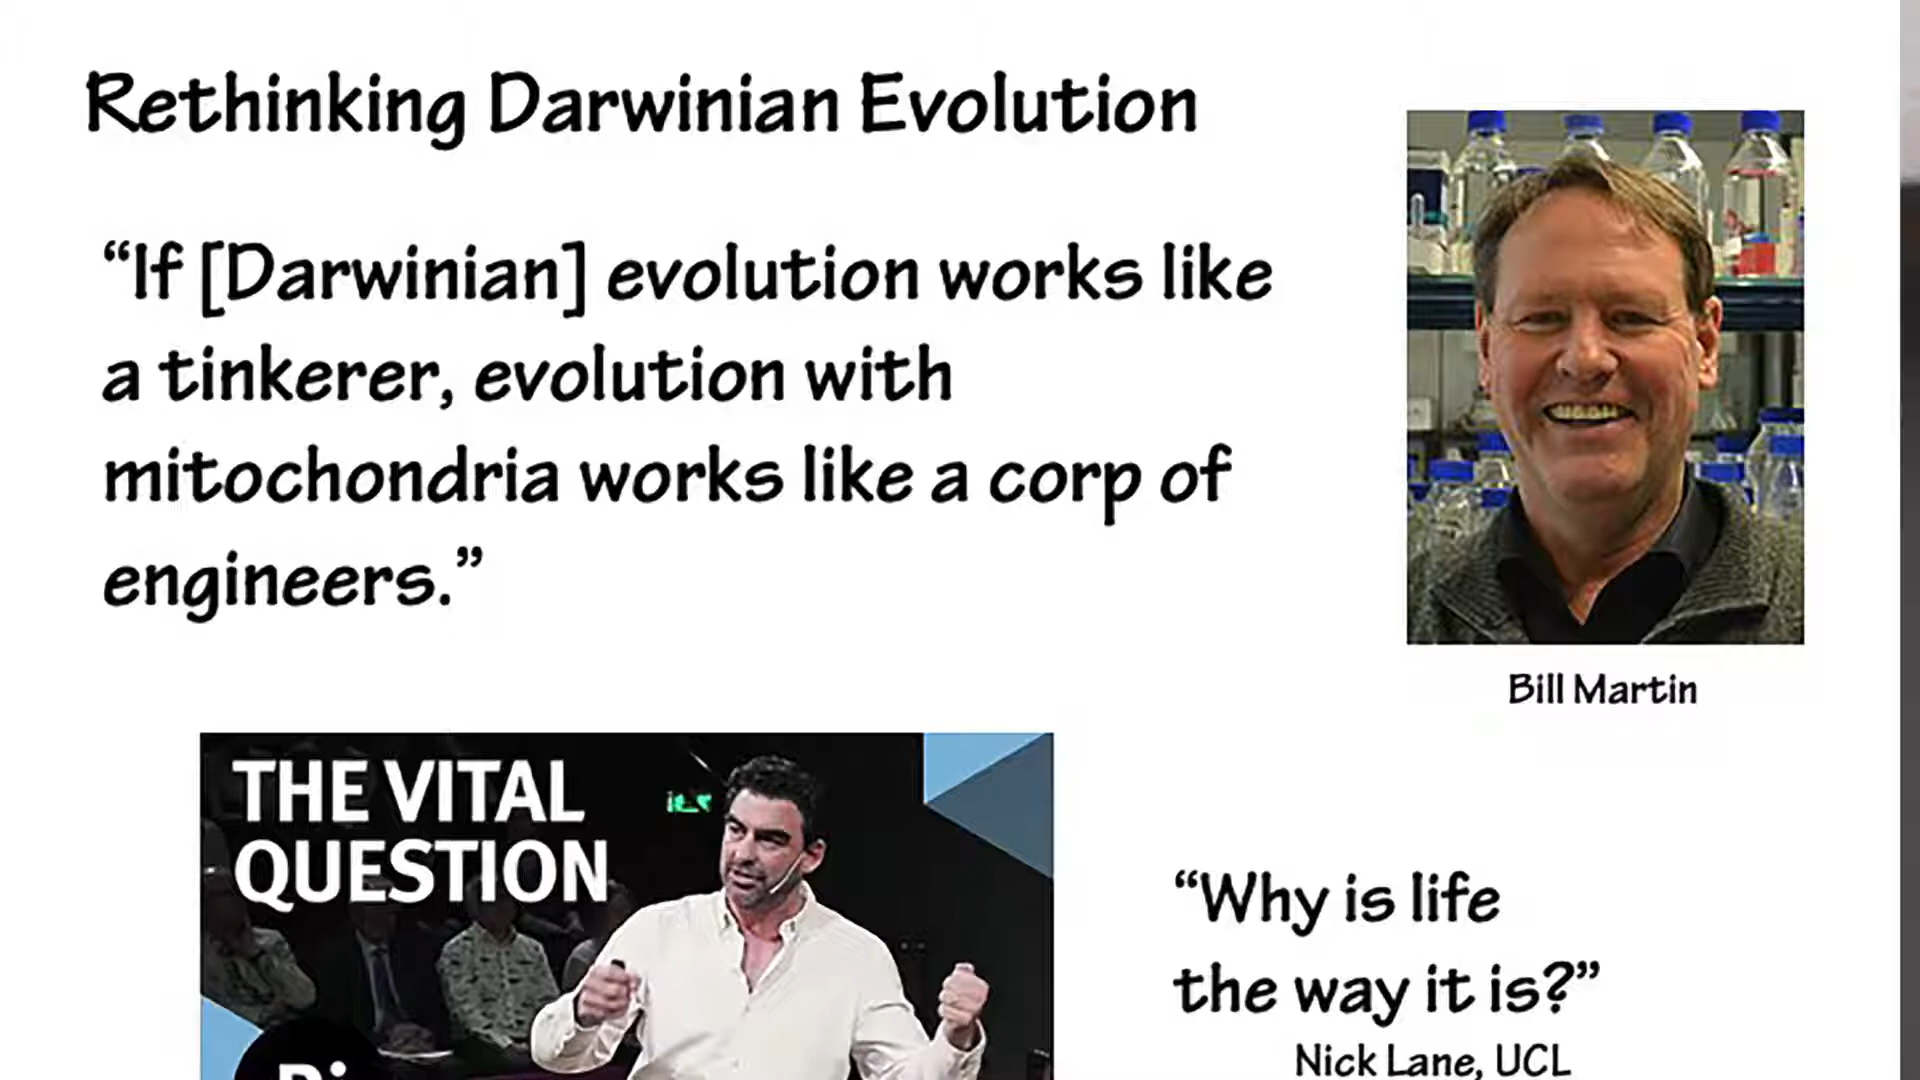 Rethinking Darwinian Evolution
“If [Darwinian] evolution works like
a tinkerer, evolution with
mitochondria works like a corp of
engineers.”
Bill Martin
THE VITAL
QUESTION
“Why is life
the way it is?”
Nick Lane, UCL